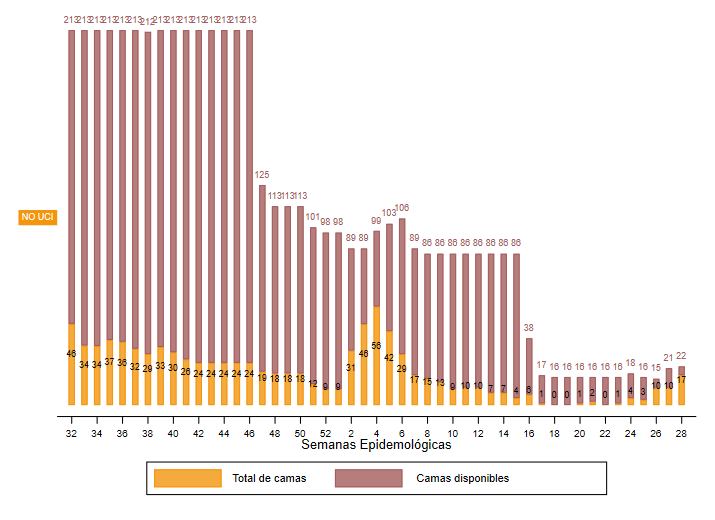 213 213 213 213 213 213 212 213 213 213 213 213 213 213 213
125
113 113 113
101 98 98
89 89 99 103 106 89
86 86 86 86 86 86 86 86
38
17 16 16 16 16 16 16 18 16 15 21 22
NO UCI
46 34 34 37 36 32 29 33 30 26 24 24 24 24 24 19 18 18 18 12 9 9 31 46 56 42 29 17 15 13 9 10 10 7 7 4 6 1 0 0 1 2 0 1 4 3 10 10 17
32 34 36 38 40 42 44 46 48 50 52 2 4 6 8 10 12 14 16 18 20 22 24 26 28
Semanas Epidemológicas
Total de camas Camas disponibles